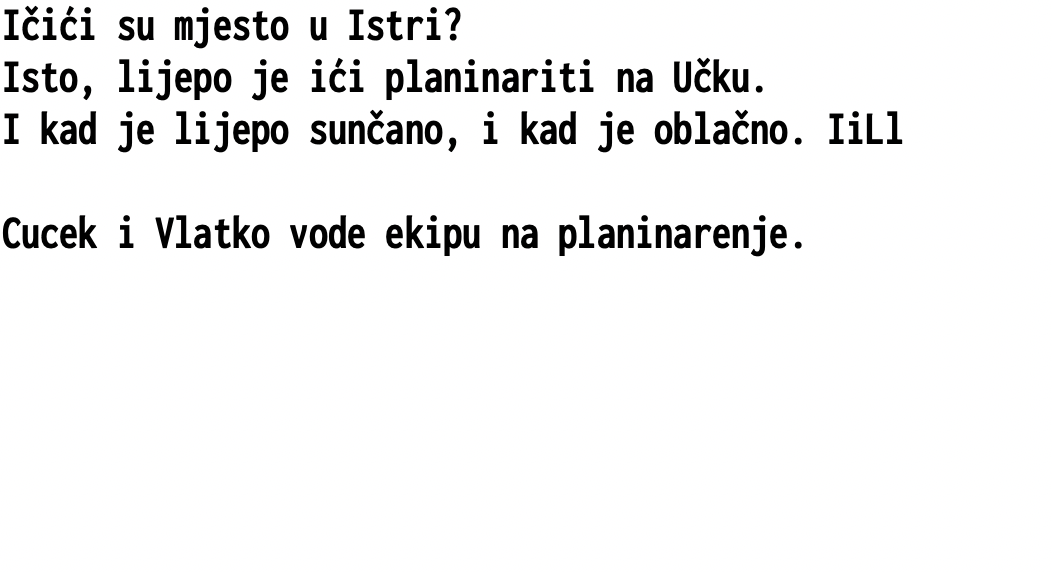 Ičići su mjesto u Istri?
Isto, lijepo je ići planinariti na Učku.
I kad je lijepo sunčano, i kad je oblačno. IiLl
Cucek i Vlatko vode ekipu na planinarenje.